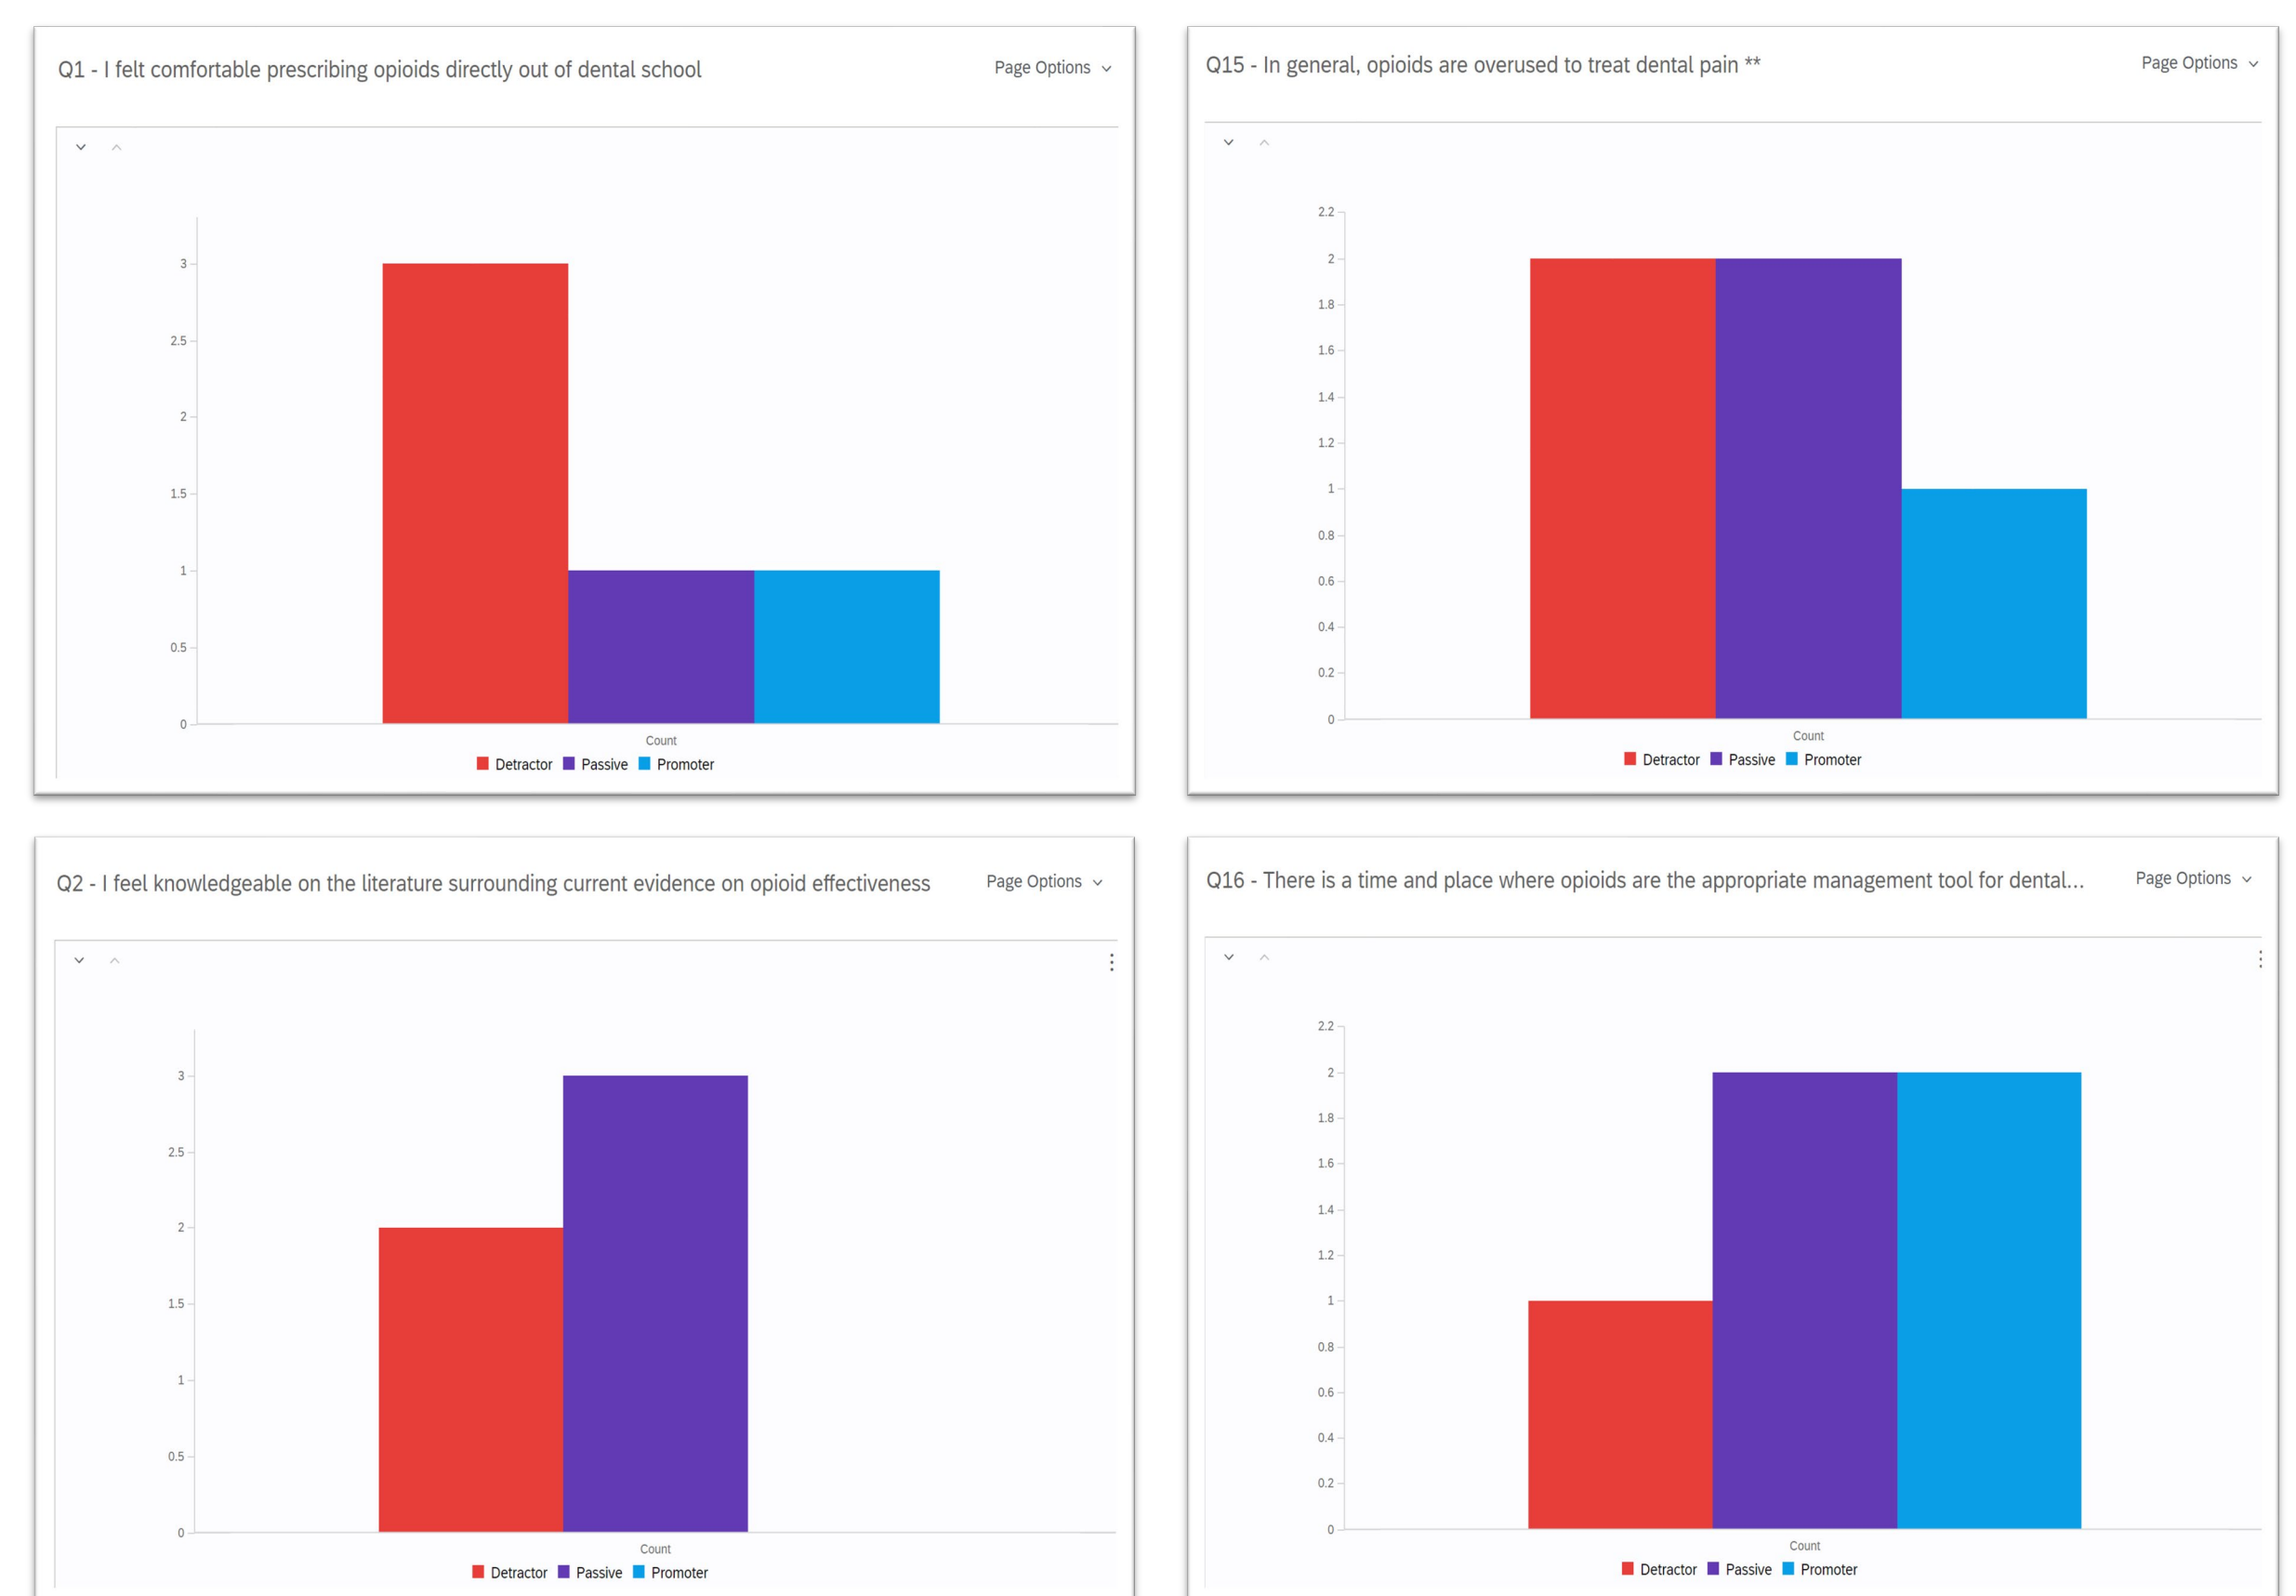 Q1 - I felt comfortable prescribing opioids directly out of dental school
Page Options
3
2.5
2
1.5
1
0.5
0
Count
Detractor Passive Promoter
Q15 - In general, opioids are overused to treat dental pain **
Page Options
2.2
2
1.8
1.6
1.4
1.2
1
0.8
0.6
0.4
0.2
0
Count
Detractor Passive Promoter
Q2 - I feel knowledgeable on the literature surrounding current evidence on opioid effectiveness
Page Options
3
2.5
2
1.5
1
0.5
0
Count
Detractor Passive Promoter
Q16 - There is a time and place where opioids are the appropriate management tool for dental...
Page Options
2.2
2
1.8
1.6
1.4
1.2
1
0.8
0.6
0.4
0.2
0
Count
Detractor Passive Promoter